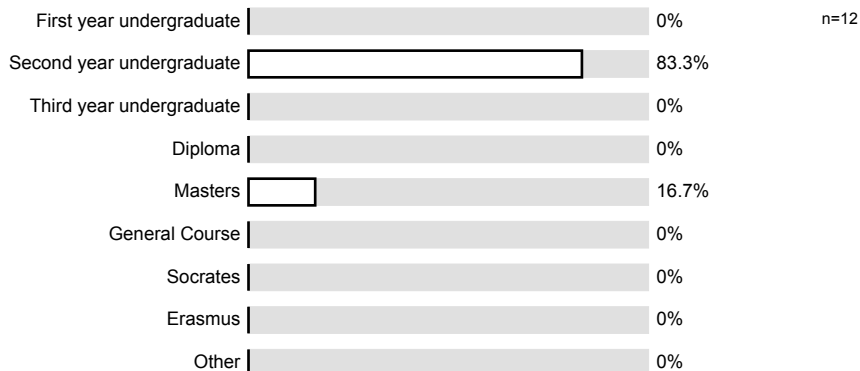 First year undergraduate 0% n=12
Second year undergraduate 83.3%
Third year undergraduate 0%
Diploma 0%
Masters 16.7%
General Course 0%
Socrates 0%
Erasmus 0%
Other 0%